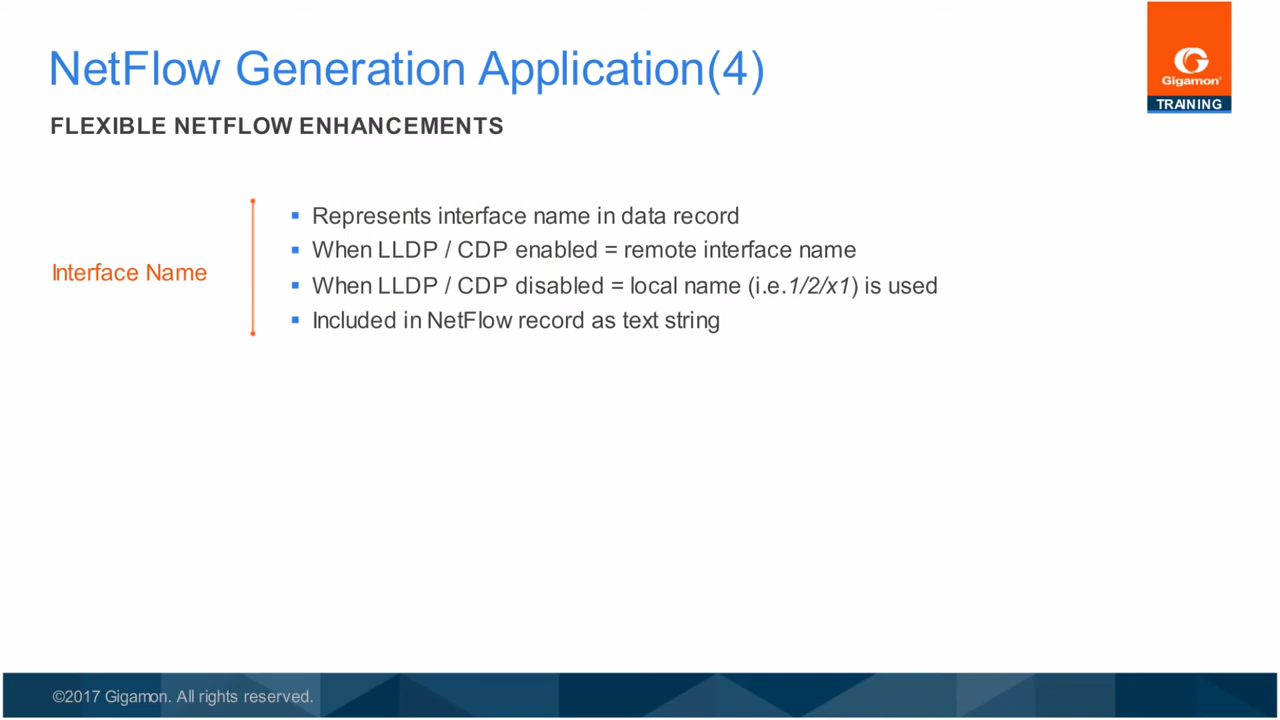 NetFlow Generation Application(4)
Gigamon
TRAINING
FLEXIBLE NETFLOW ENHANCEMENTS
Interface Name
▪ Represents interface name in data record
▪ When LLDP / CDP enabled = remote interface name
▪ When LLDP / CDP disabled = local name (i.e.1/2/x1) is used
▪ Included in NetFlow record as text string
©2017 Gigamon. All rights reserved.